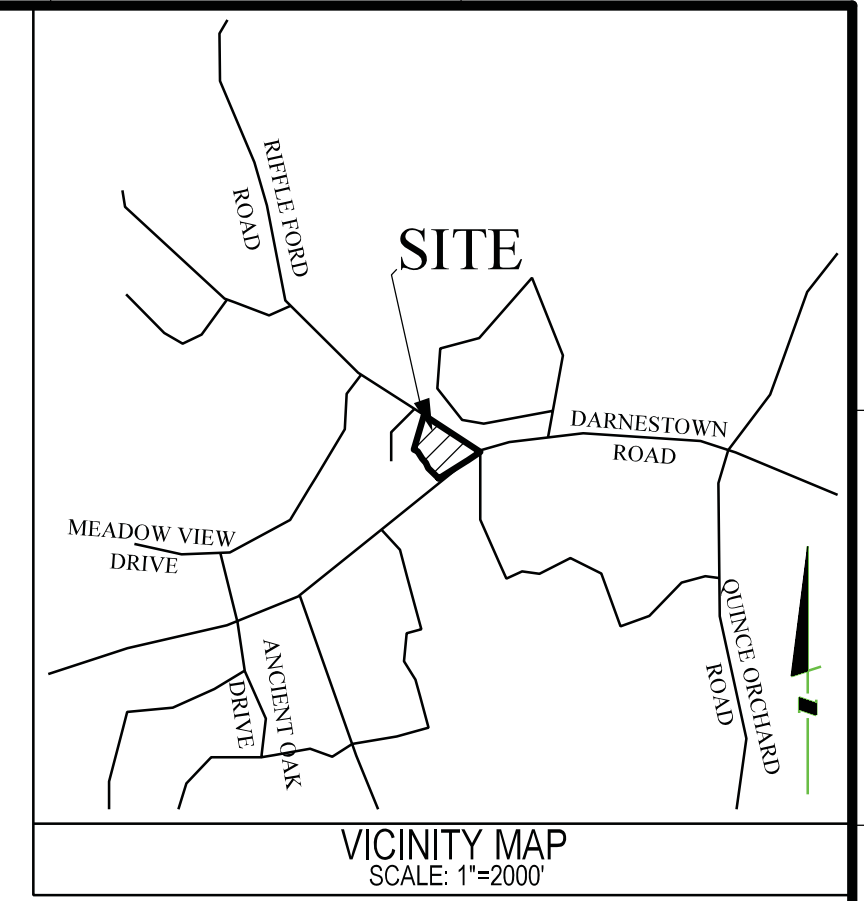 RIFFLE FORD
ROAD
SITE
DARNESTOWN
ROAD
MEADOW VIEW
DRIVE
QUINCE ORCHARD
ROAD
ANCIENT OAK
DRIVE
VICINITY MAP
SCALE: 1"=2000'